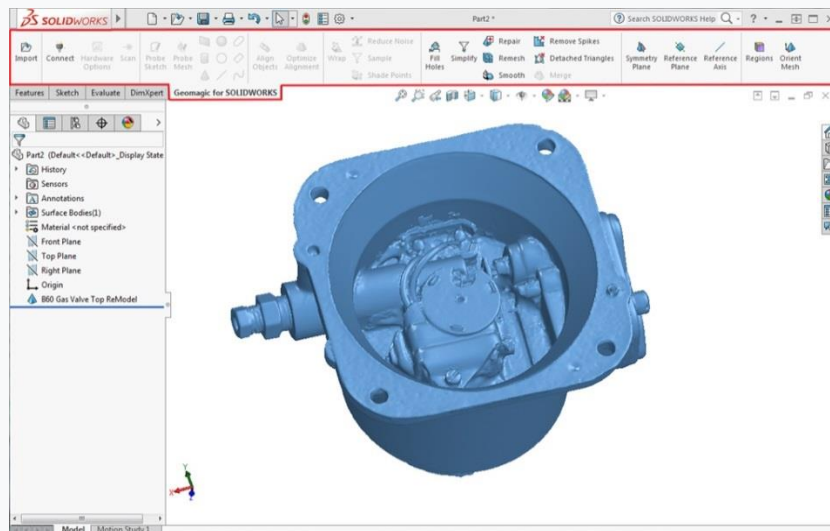 SOLIDWORKS
Part2 *
Search SOLIDWORKS Help
Import
Connect
Hardware Options
Scan
Probe Sketch
Probe Mesh
Align Objects
Optimize Alignment
Wrap
Reduce Noise
Sample
Shade Points
Fill Holes
Simplify
Repair
Remesh
Smooth
Remove Spikes
Detached Triangles
Merge
Symmetry Plane
Reference Plane
Reference Axis
Regions
Orient Mesh
Features
Sketch
Evaluate
DimXpert
Geomagic for SOLIDWORKS
Part2 (Default<<Default>_Display State
History
Sensors
Annotations
Surface Bodies(1)
Material <not specified>
Front Plane
Top Plane
Right Plane
Origin
B60 Gas Valve Top ReModel
Y
X
Z
Model
Motion Study 1